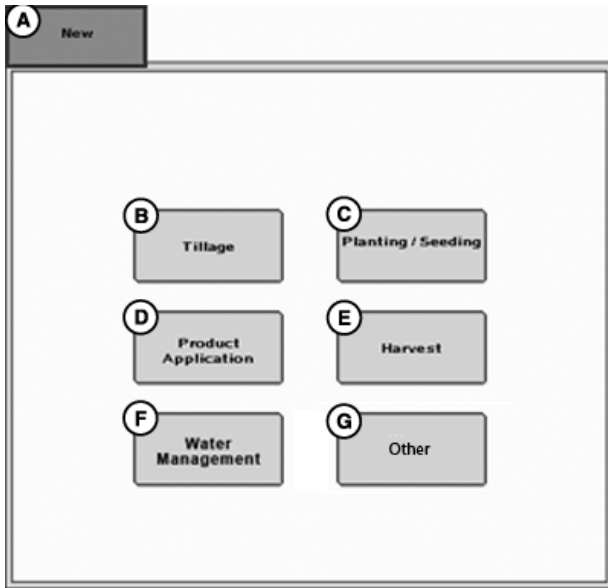 A
New
B
Tillage
C
Planting / Seeding
D
Product
Application
E
Harvest
F
Water
Management
G
Other